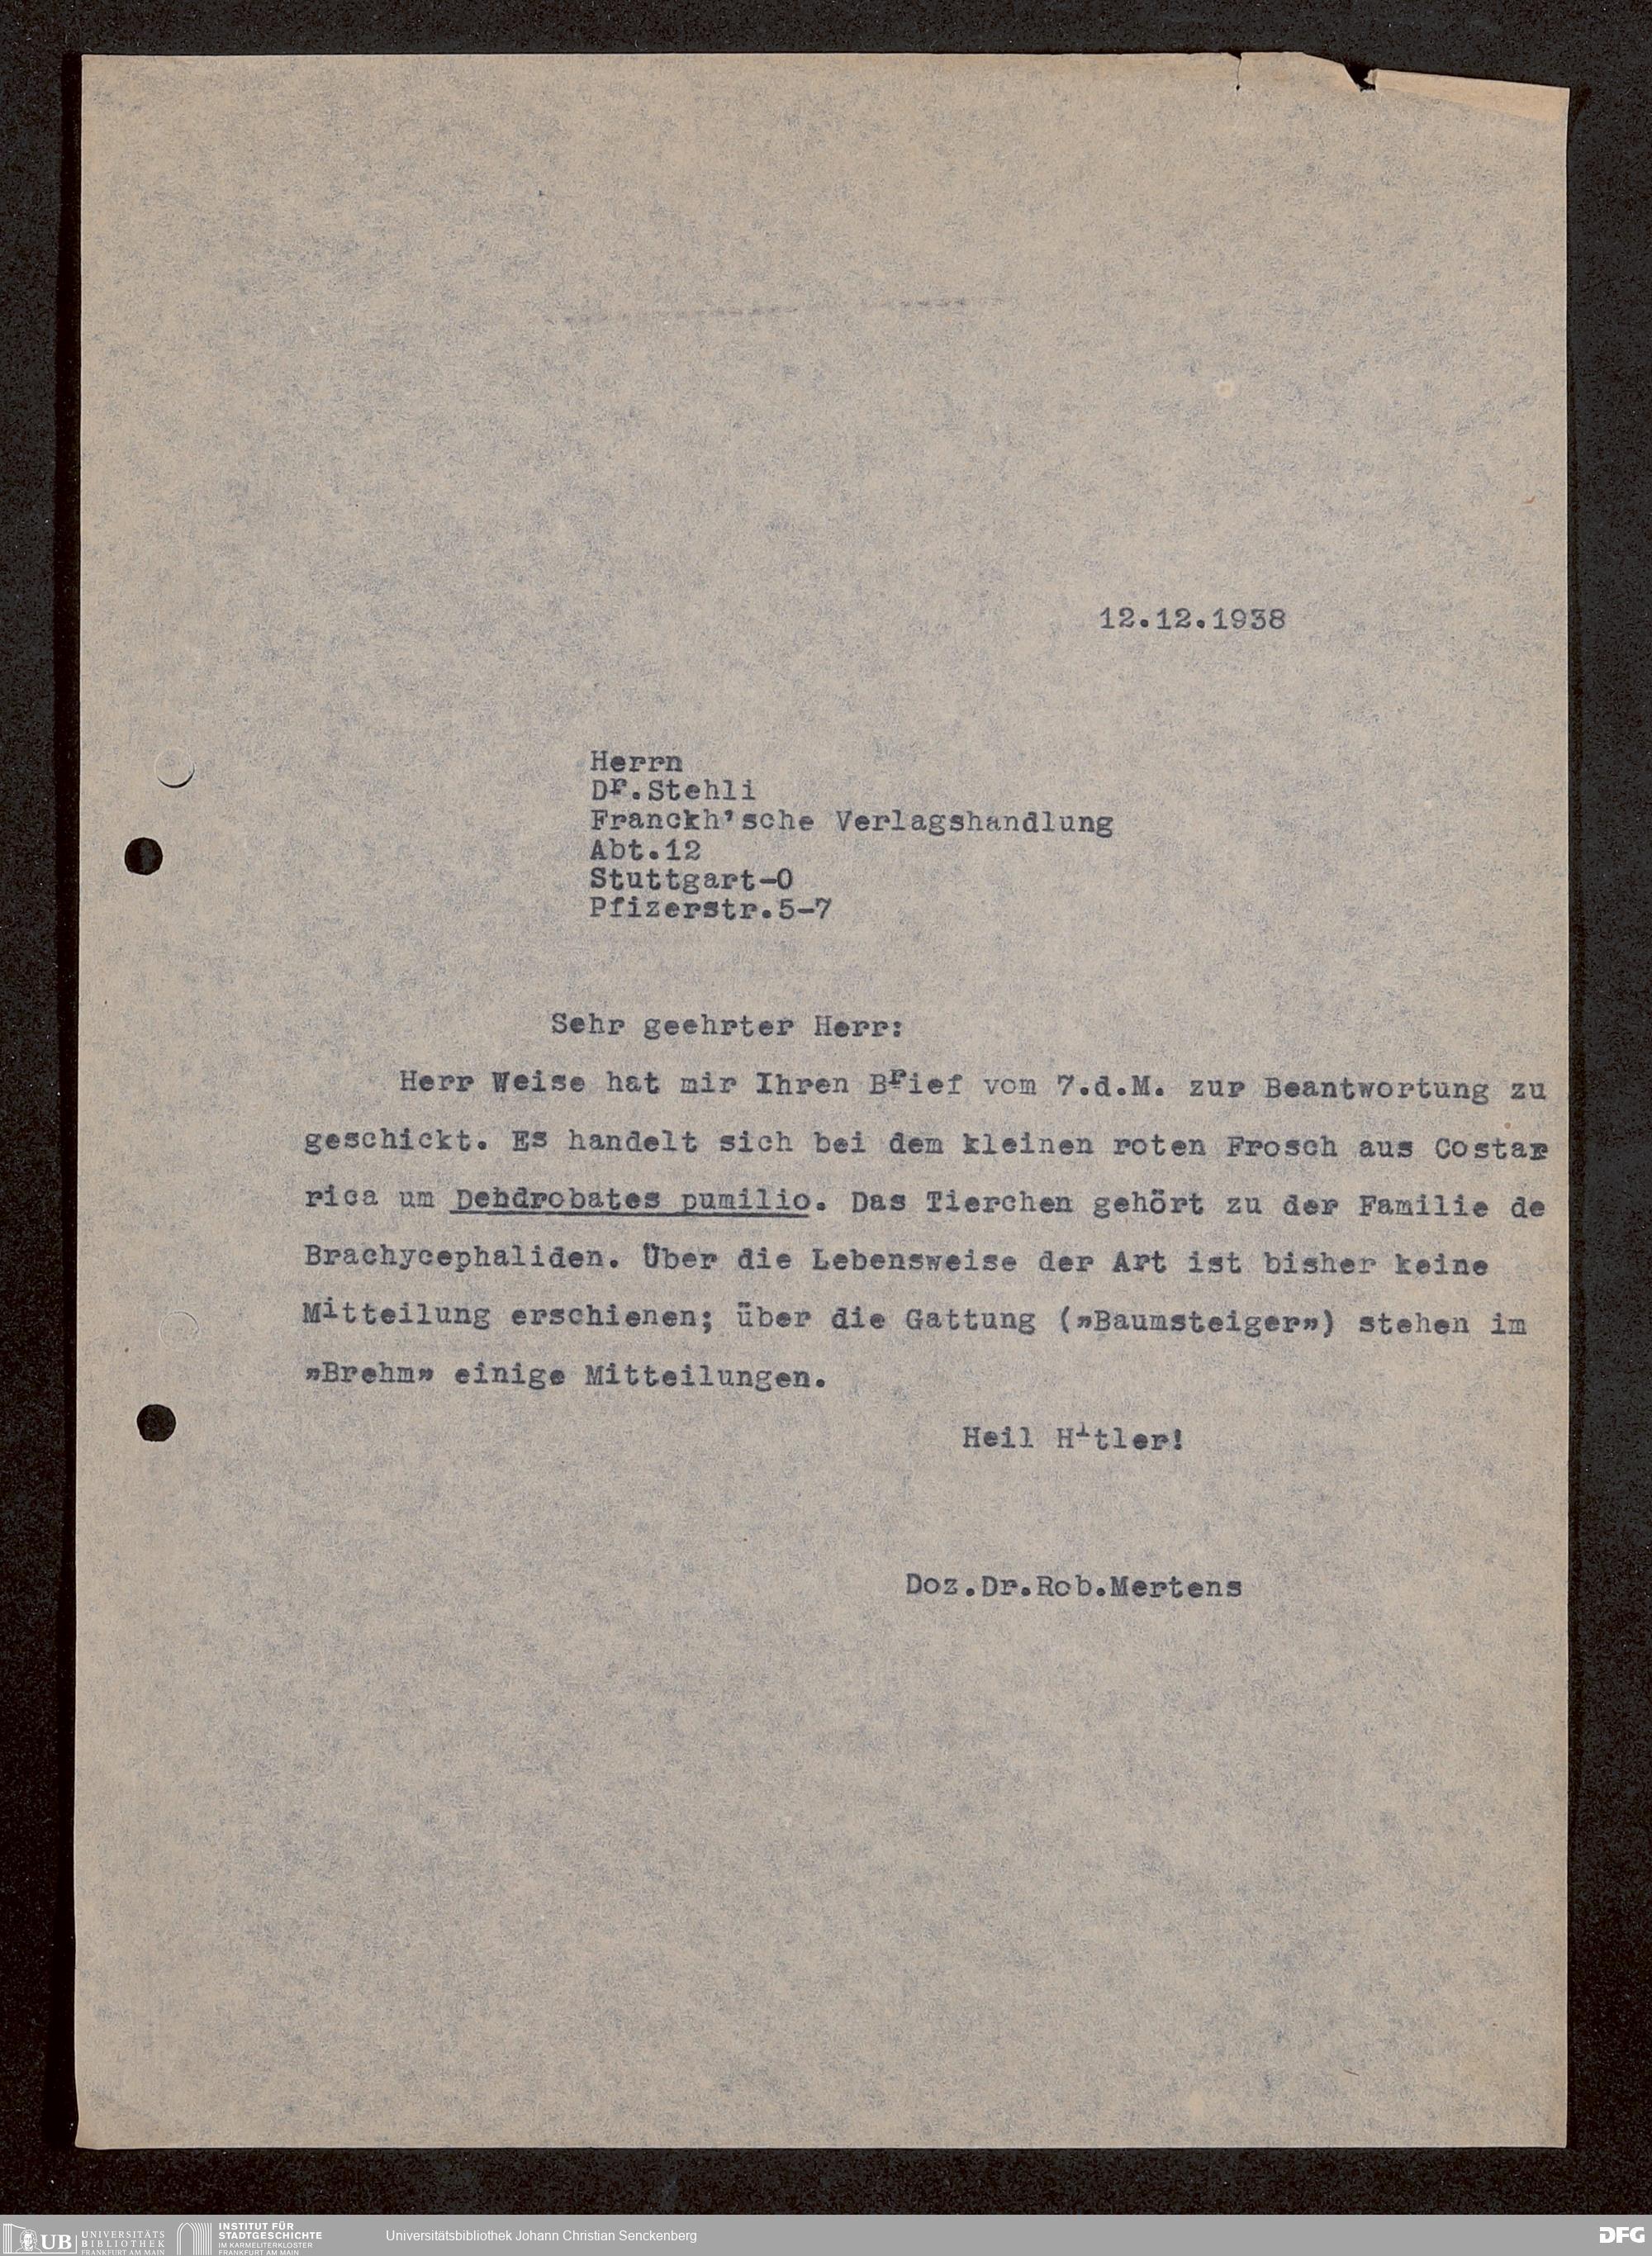 12.12.1938
Herrn
Dr.Stehli
Franckh'sche Verlagshandlung
Abt.12
Stuttgart-O
Pfizerstr.5-7
Sehr geehrter Herr:
Herr Weise hat mir Ihren Brief vom 7.d.M. zur Beantwortung zu
geschickt. Es handelt sich bei dem kleinen roten Frosch aus Costar
rica um Dehdrobates pumilio. Das Tierchen gehört zu der Familie de
Brachycephaliden. Über die Lebensweise der Art ist bisher keine
Mitteilung erschienen; über die Gattung („Baumsteiger„) stehen im
„Brehm„ einige Mitteilungen.
Heil Hitler!
Doz.Dr.Rob.Mertens
UB UNIVERSITÄTS
BIBLIOTHEK
FRANKFURT AM MAIN
INSTITUT FÜR
STADTGESCHICHTE
IM KARMELITERKLOSTER
FRANKFURT AM MAIN
Universitätsbibliothek Johann Christian Senckenberg
DFG